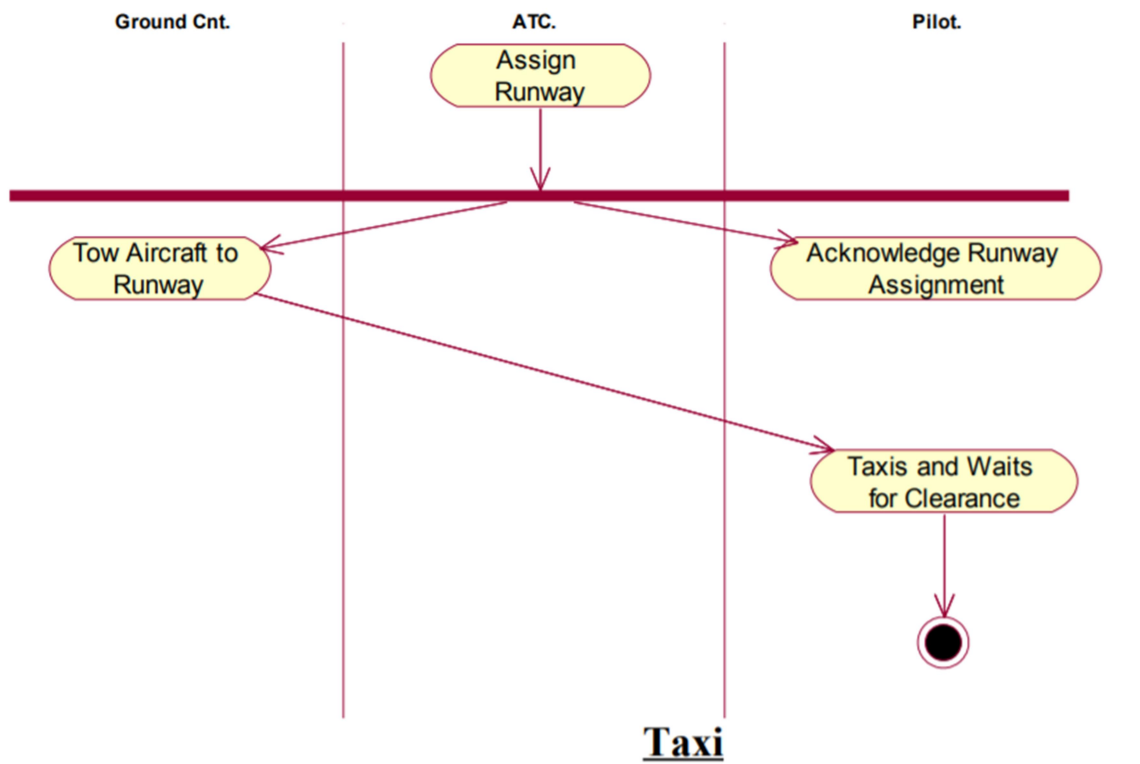 Ground Cnt.
ATC.
Pilot.
Assign
Runway
Tow Aircraft to
Runway
Acknowledge Runway
Assignment
Taxis and Waits
for Clearance
Taxi